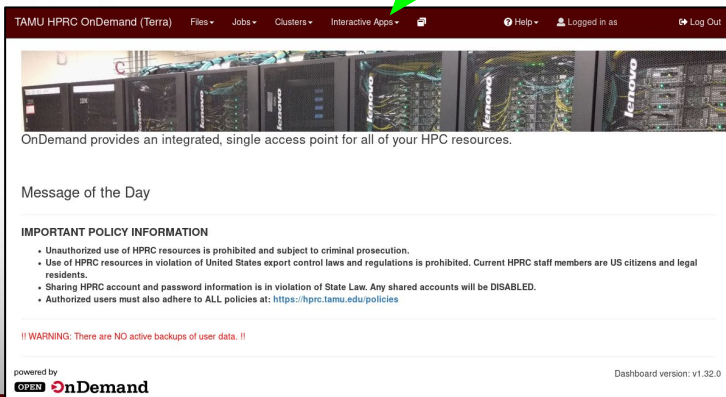 TAMU HPRC OnDemand (Terra) Files Jobs Clusters Interactive Apps Help Logged in as Log Out
lenovo lenovo lenovo lenovo
OnDemand provides an integrated, single access point for all of your HPC resources.
Message of the Day
IMPORTANT POLICY INFORMATION
• Unauthorized use of HPRC resources is prohibited and subject to criminal prosecution.
• Use of HPRC resources in violation of United States export control laws and regulations is prohibited. Current HPRC staff members are US citizens and legal
residents.
• Sharing HPRC account and password information is in violation of State Law. Any shared accounts will be DISABLED.
• Authorized users must also adhere to ALL policies at: https://hprc.tamu.edu/policies
!! WARNING: There are NO active backups of user data. !!
powered by
OPEN OnDemand
Dashboard version: v1.32.0